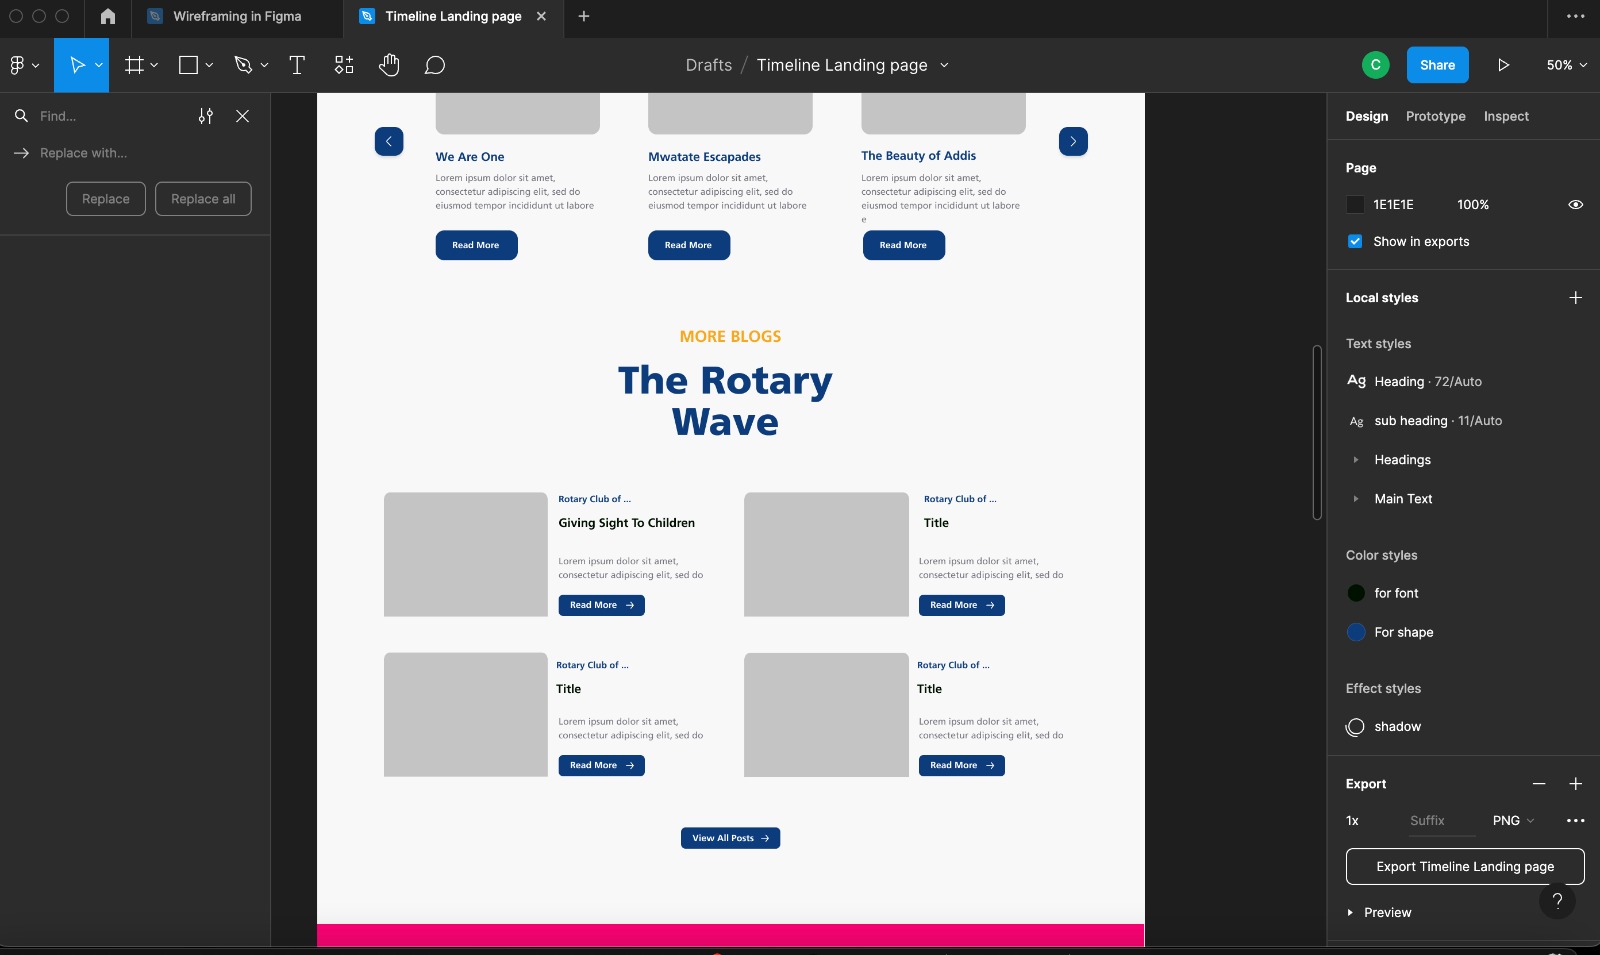 Wireframing in Figma
Timeline Landing page
Drafts / Timeline Landing page
C
Share
50%
Find...
Replace with...
Replace
Replace all
We Are One
Lorem ipsum dolor sit amet,
consectetur adipiscing elit, sed do
eiusmod tempor incididunt ut labore
Read More
Mwatate Escapades
Lorem ipsum dolor sit amet,
consectetur adipiscing elit, sed do
eiusmod tempor incididunt ut labore
Read More
The Beauty of Addis
Lorem ipsum dolor sit amet,
consectetur adipiscing elit, sed do
eiusmod tempor incididunt ut labore
e
Read More
MORE BLOGS
The Rotary
Wave
Rotary Club of ...
Giving Sight To Children
Lorem ipsum dolor sit amet,
consectetur adipiscing elit, sed do
Read More
Rotary Club of ...
Title
Lorem ipsum dolor sit amet,
consectetur adipiscing elit, sed do
Read More
Rotary Club of ...
Title
Lorem ipsum dolor sit amet,
consectetur adipiscing elit, sed do
Read More
Rotary Club of ...
Title
Lorem ipsum dolor sit amet,
consectetur adipiscing elit, sed do
Read More
View All Posts
Design Prototype Inspect
Page
1E1E1E 100%
Show in exports
Local styles
Text styles
Ag Heading · 72/Auto
Ag sub heading · 11/Auto
Headings
Main Text
Color styles
for font
For shape
Effect styles
shadow
Export
1x Suffix PNG
Export Timeline Landing page
Preview
?